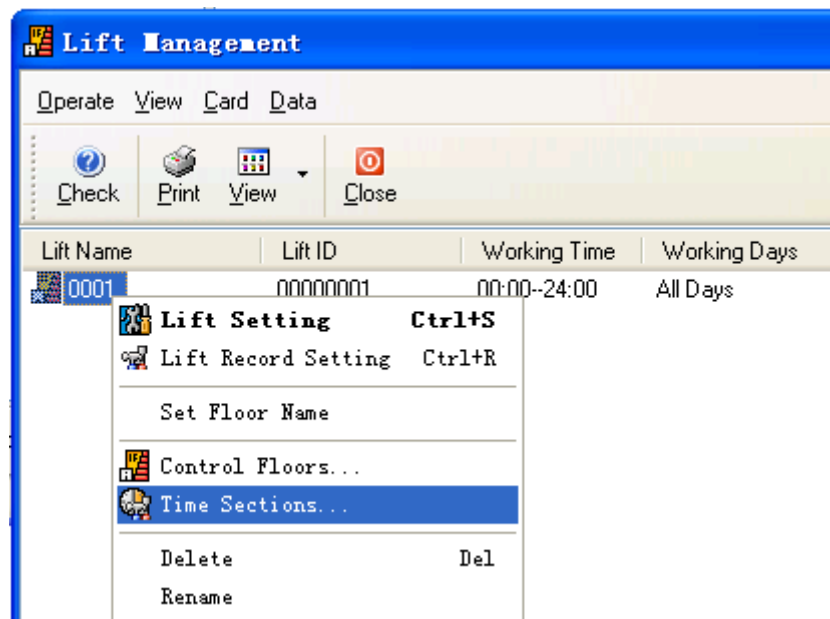 Lift Management
Operate View Card Data
Check Print View Close
Lift Name Lift ID Working Time Working Days
0001 00000001 00:00--24:00 All Days
Lift Setting Ctrl+S
Lift Record Setting Ctrl+R
Set Floor Name
Control Floors...
Time Sections...
Delete Del
Rename